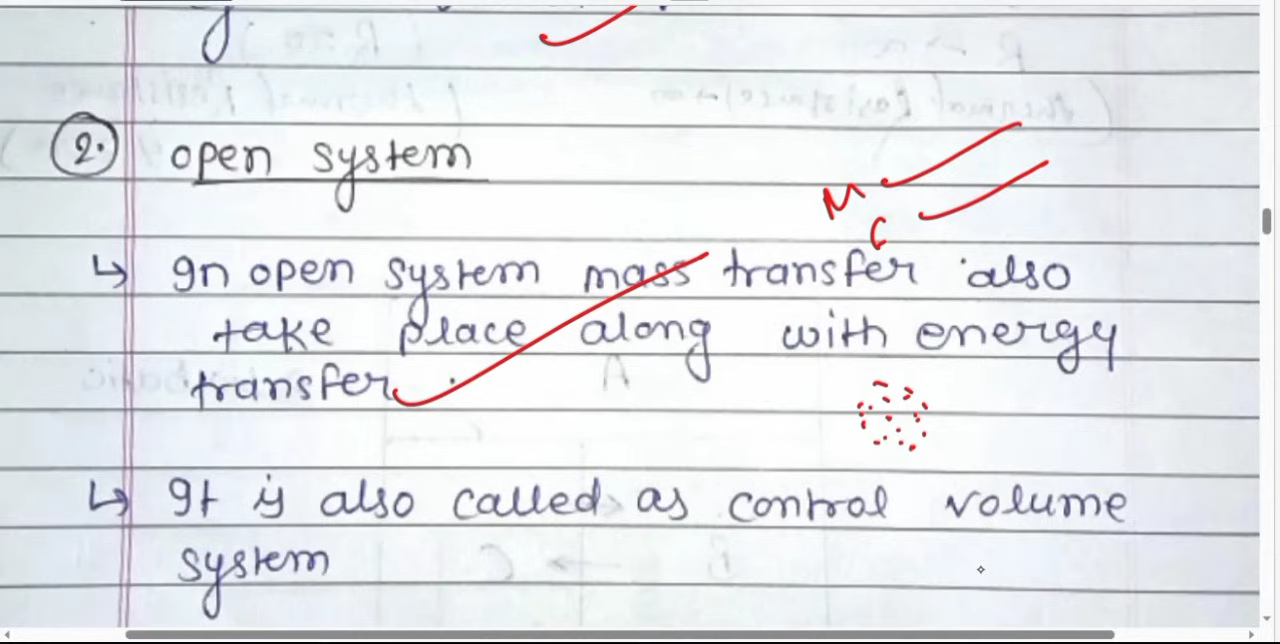 2. open system
M
E
↳ In open system mass transfer also
take place along with energy
transfer.
↳ It is also called as control volume
system